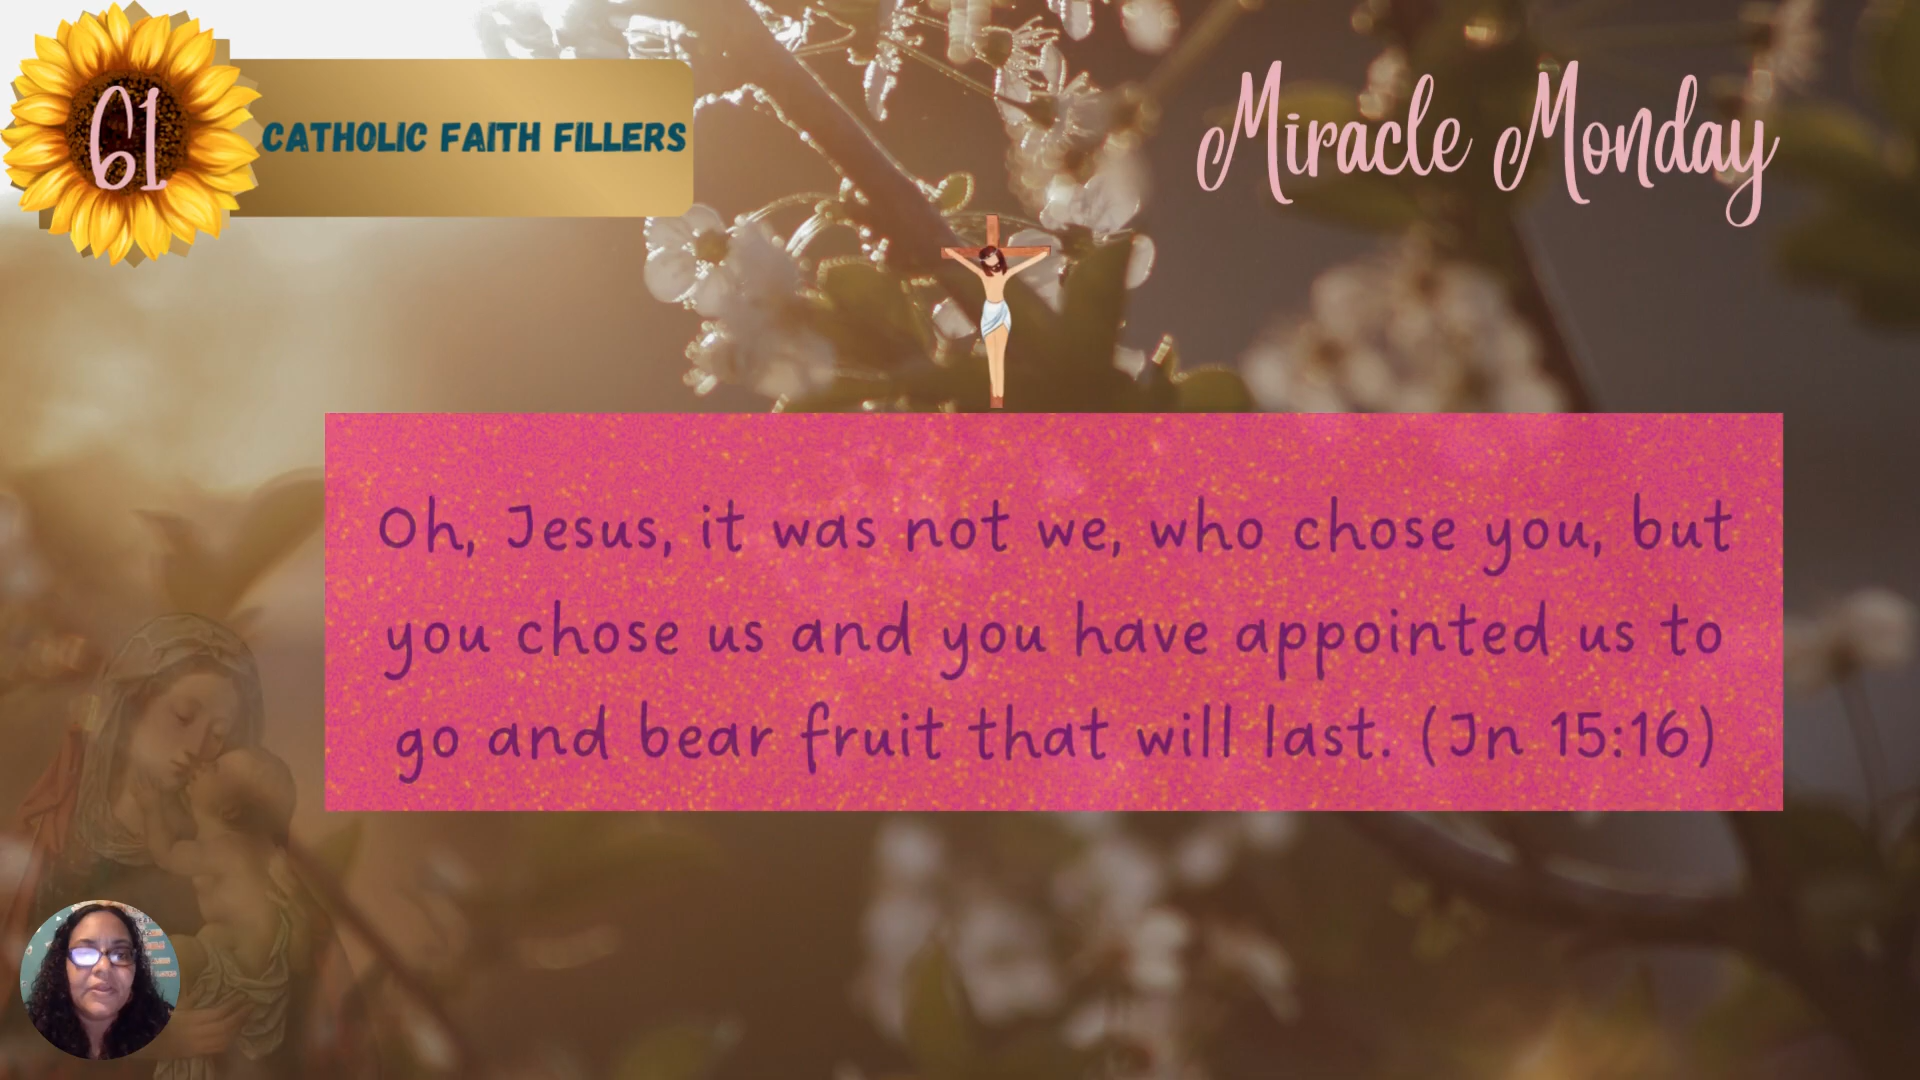 61
CATHOLIC FAITH FILLERS
Miracle Monday
Oh, Jesus, it was not we, who chose you, but
you chose us and you have appointed us to
go and bear fruit that will last. (Jn 15:16)